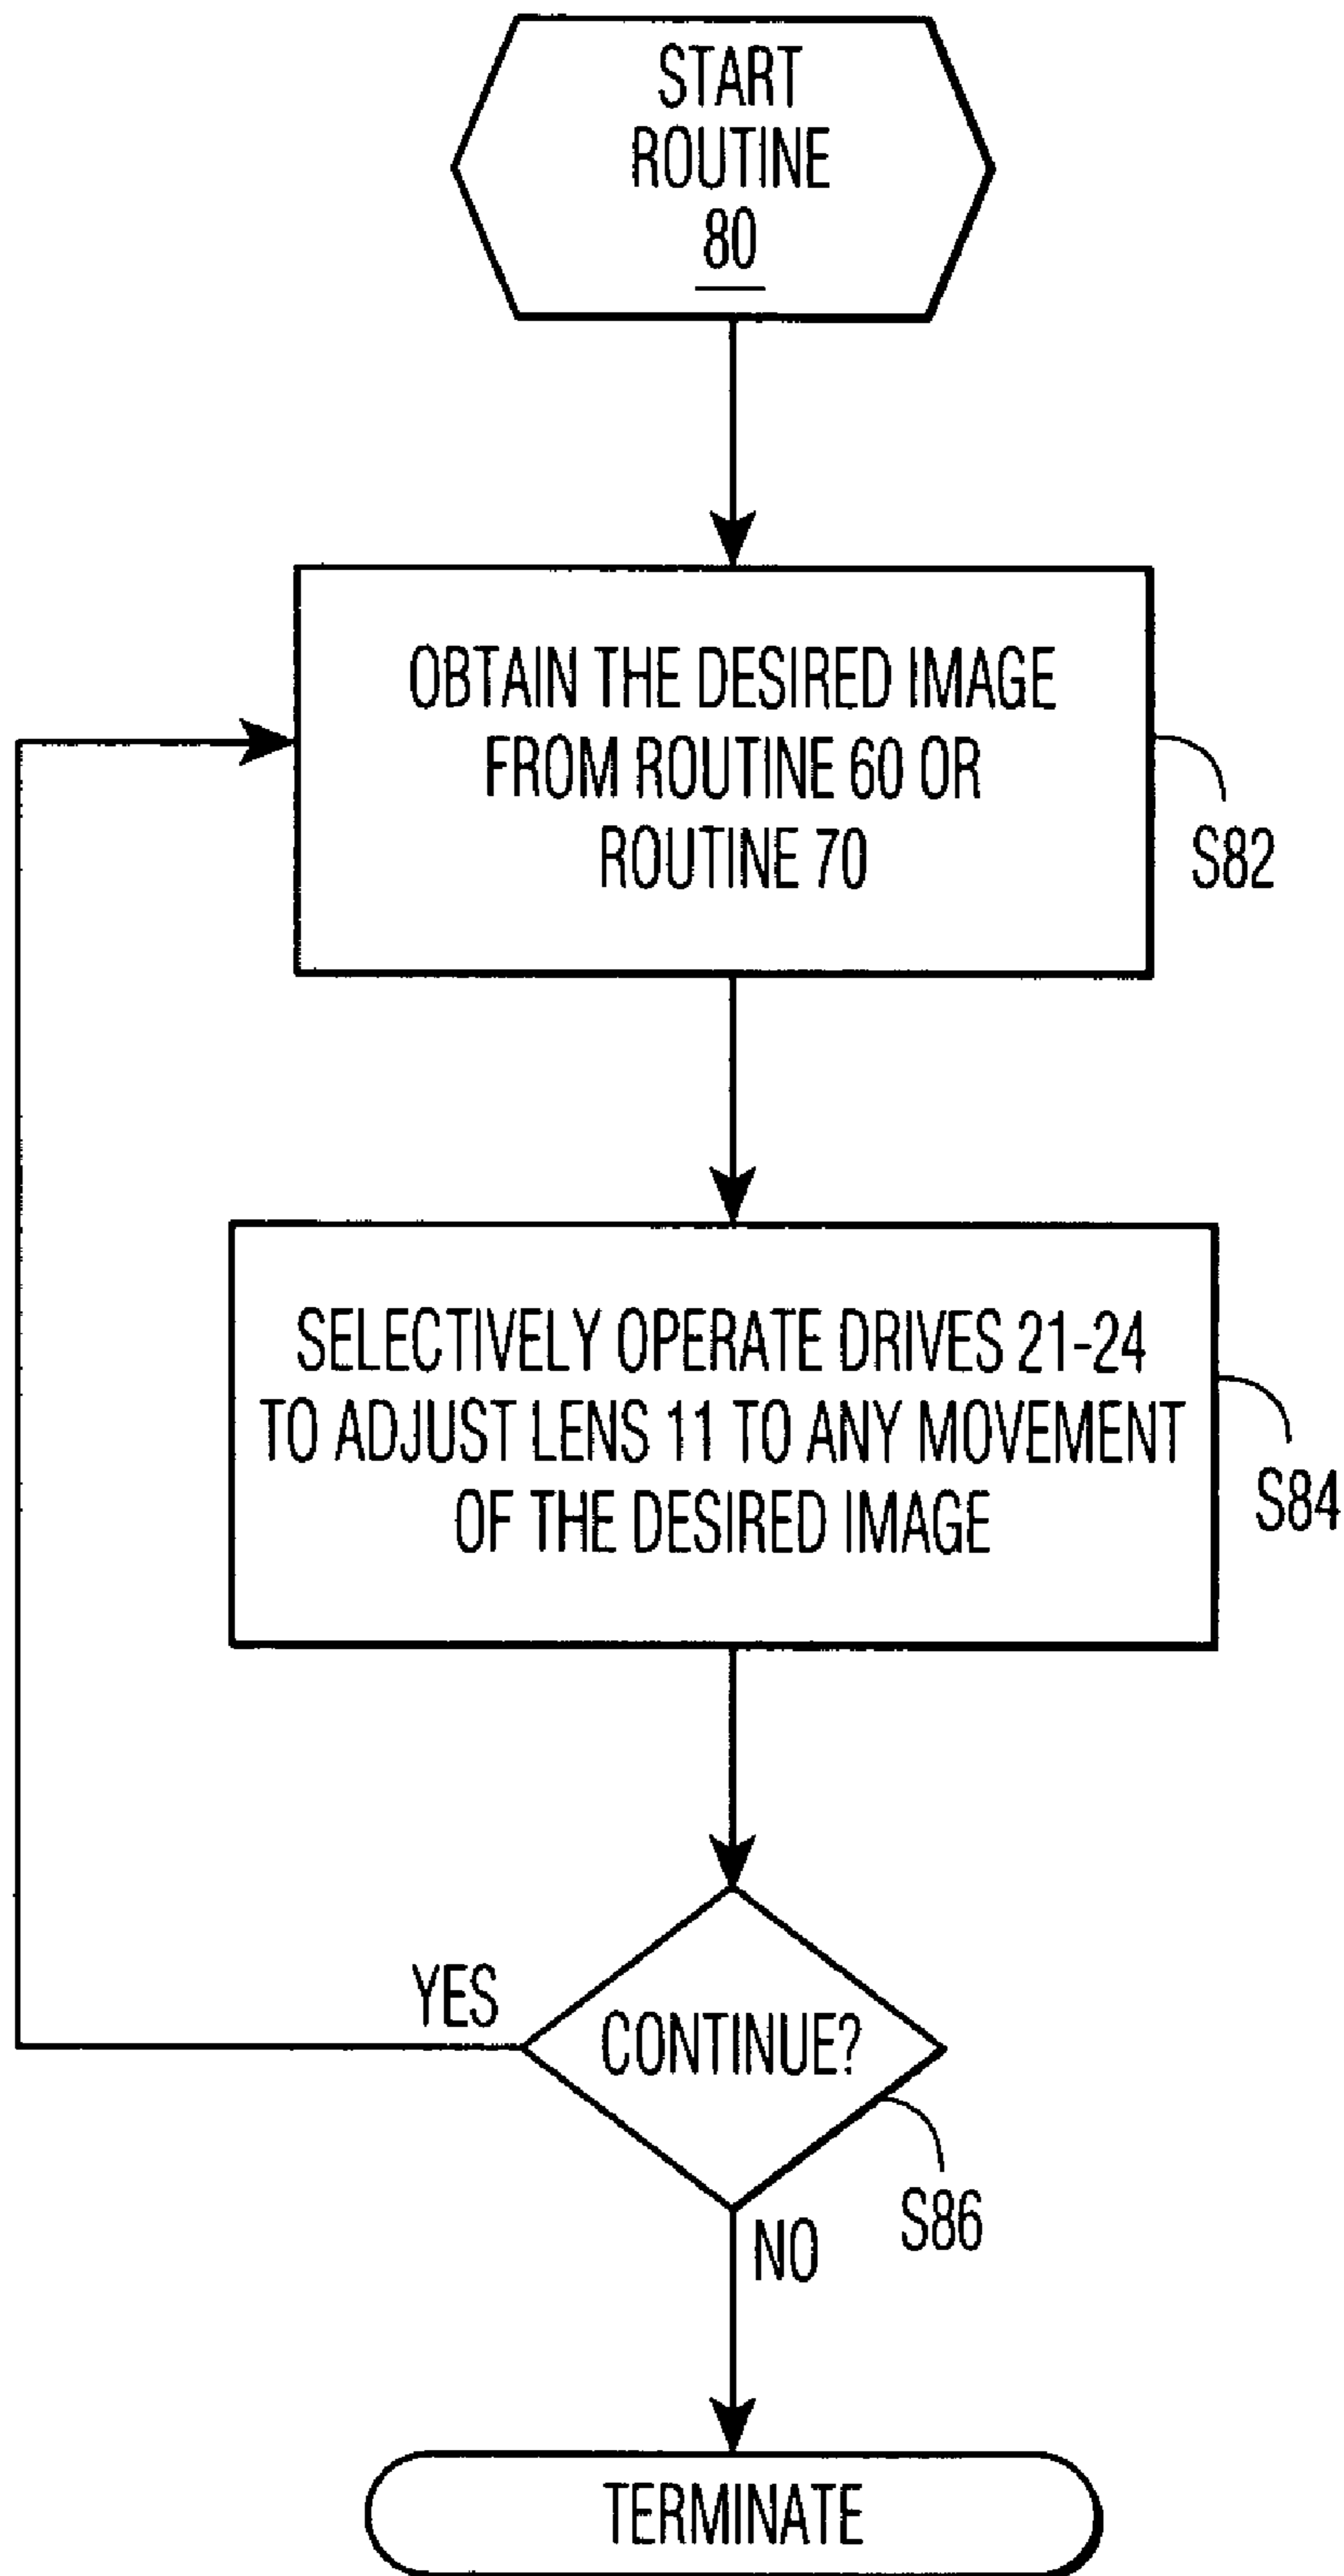 START
ROUTINE
80
OBTAIN THE DESIRED IMAGE
FROM ROUTINE 60 OR
ROUTINE 70
S82
SELECTIVELY OPERATE DRIVES 21-24
TO ADJUST LENS 11 TO ANY MOVEMENT
OF THE DESIRED IMAGE
S84
YES
CONTINUE?
S86
NO
TERMINATE